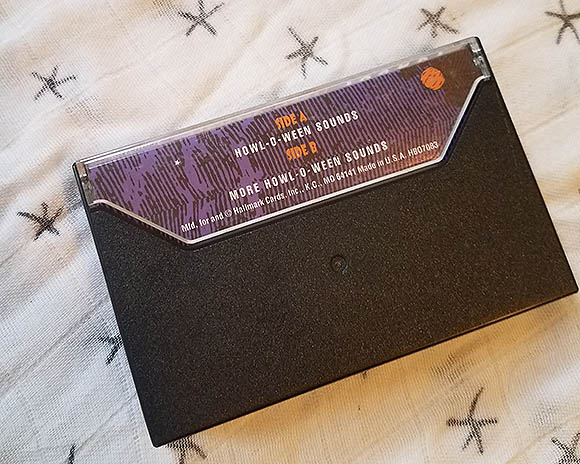 SIDE A
HOWL-O-WEEN SOUNDS
SIDE B
MORE HOWL-O-WEEN SOUNDS
Mfd. for and © Hallmark Cards, Inc., K.C., MO 64141 Made in U.S.A. HBD7083